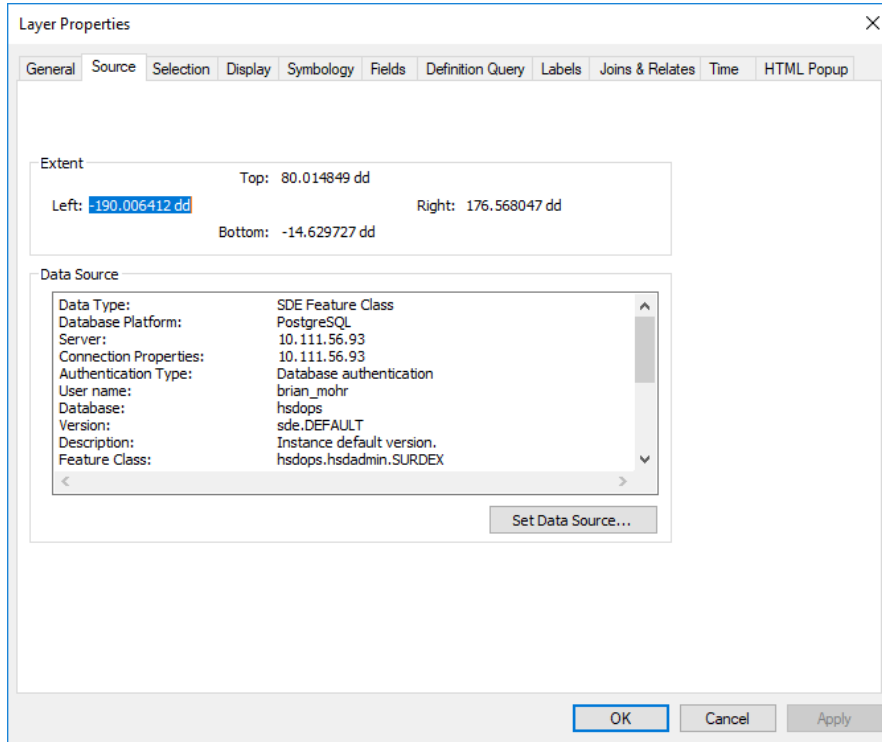 Layer Properties
General Source Selection Display Symbology Fields Definition Query Labels Joins & Relates Time HTML Popup
Extent
Top: 80.014849 dd
Left: -190.006412 dd Right: 176.568047 dd
Bottom: -14.629727 dd
Data Source
Data Type: SDE Feature Class
Database Platform: PostgreSQL
Server: 10.111.56.93
Connection Properties: 10.111.56.93
Authentication Type: Database authentication
User name: brian_mohr
Database: hsdops
Version: sde.DEFAULT
Description: Instance default version.
Feature Class: hsdops.hsdadmin.SURDEX
Set Data Source...
OK Cancel Apply